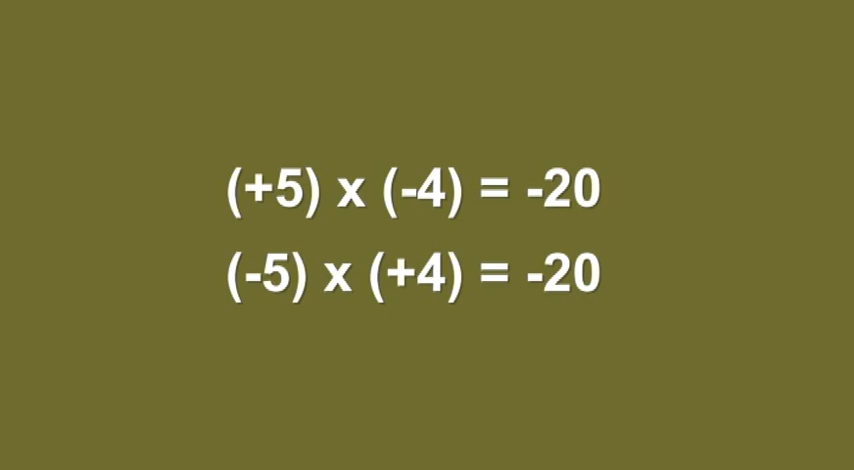 (+5) x (-4) = -20
(-5) x (+4) = -20